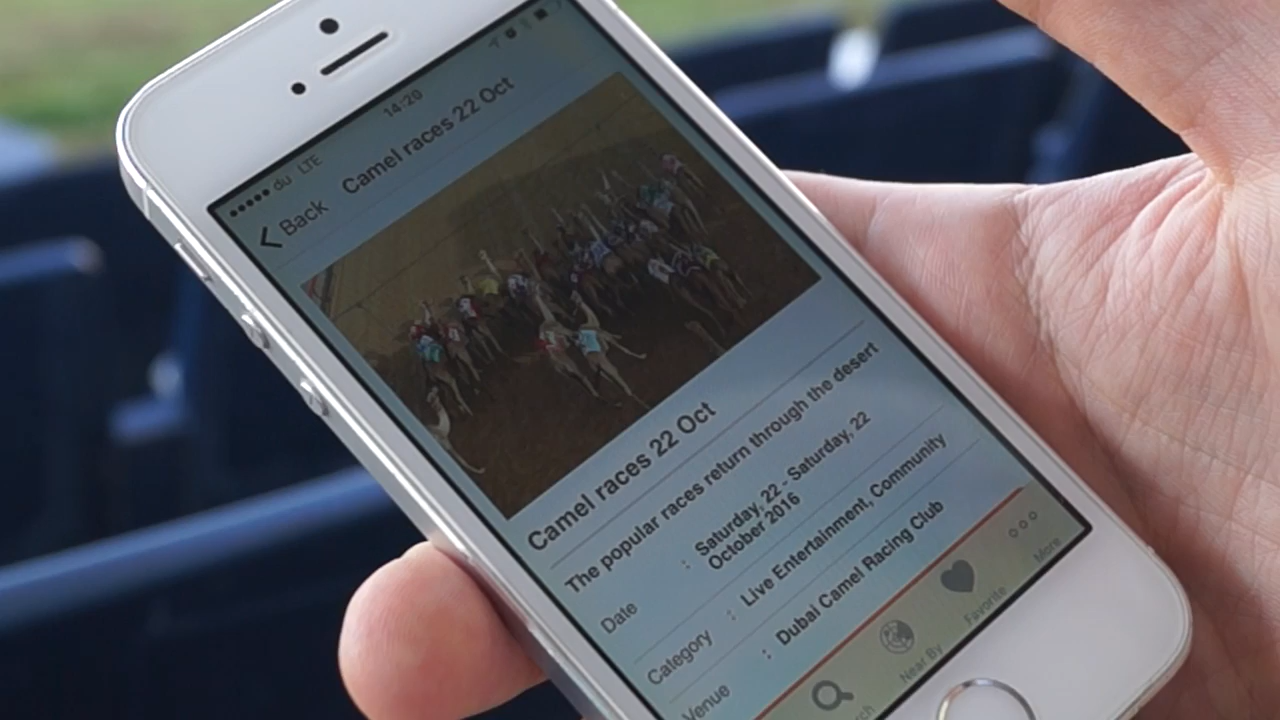 du LTE 14:29
Back Camel races 22 Oct
Camel races 22 Oct
The popular races return through the desert
Date : Saturday, 22 - Saturday, 22
October 2016
Category : Live Entertainment, Community
Venue : Dubai Camel Racing Club
Near By Favorite More